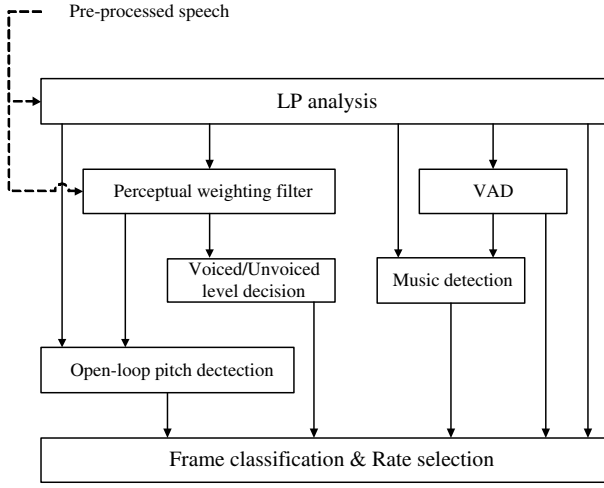 Pre-processed speech
LP analysis
Perceptual weighting filter
VAD
Voiced/Unvoiced
level decision
Music detection
Open-loop pitch dectection
Frame classification & Rate selection